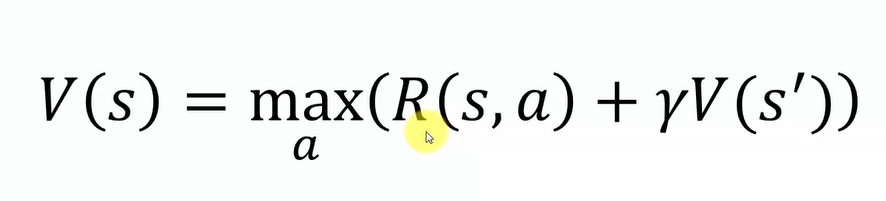 V(s) = max(R(s, a) + γV(s′))
a